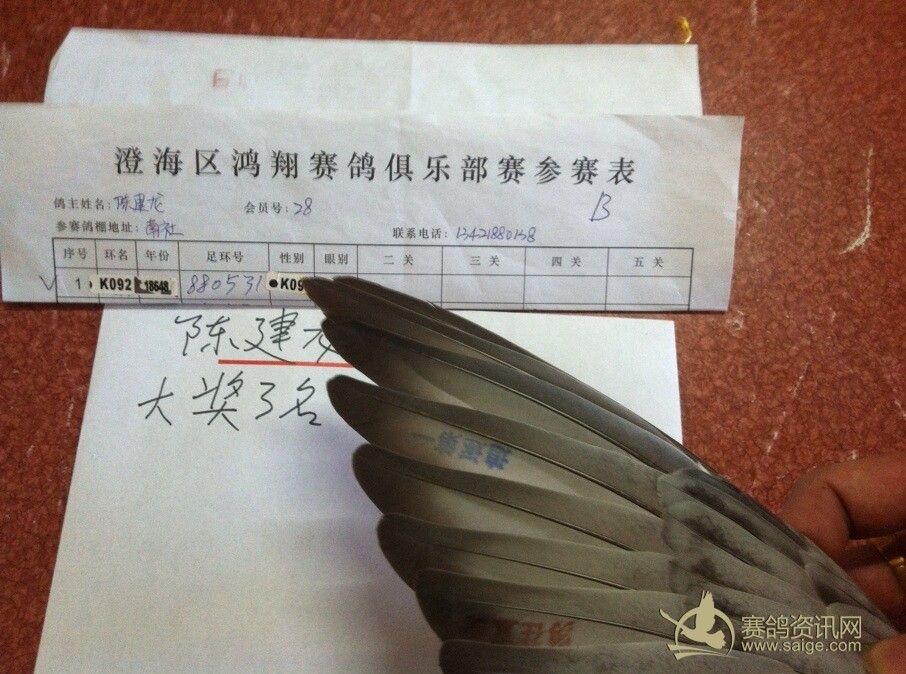 澄海区鸿翔赛鸽俱乐部赛参赛表
鸽主姓名: 陈建龙 会员号: 28 B
参赛鸽棚地址: 南社 联系电话: 13421880138
序号 环名 年份 足环号 性别 眼别 二关 三关 四关 五关
1 K092 18648 880531 K09
陈建龙
大奖3名
赛鸽资讯网
www.saige.com